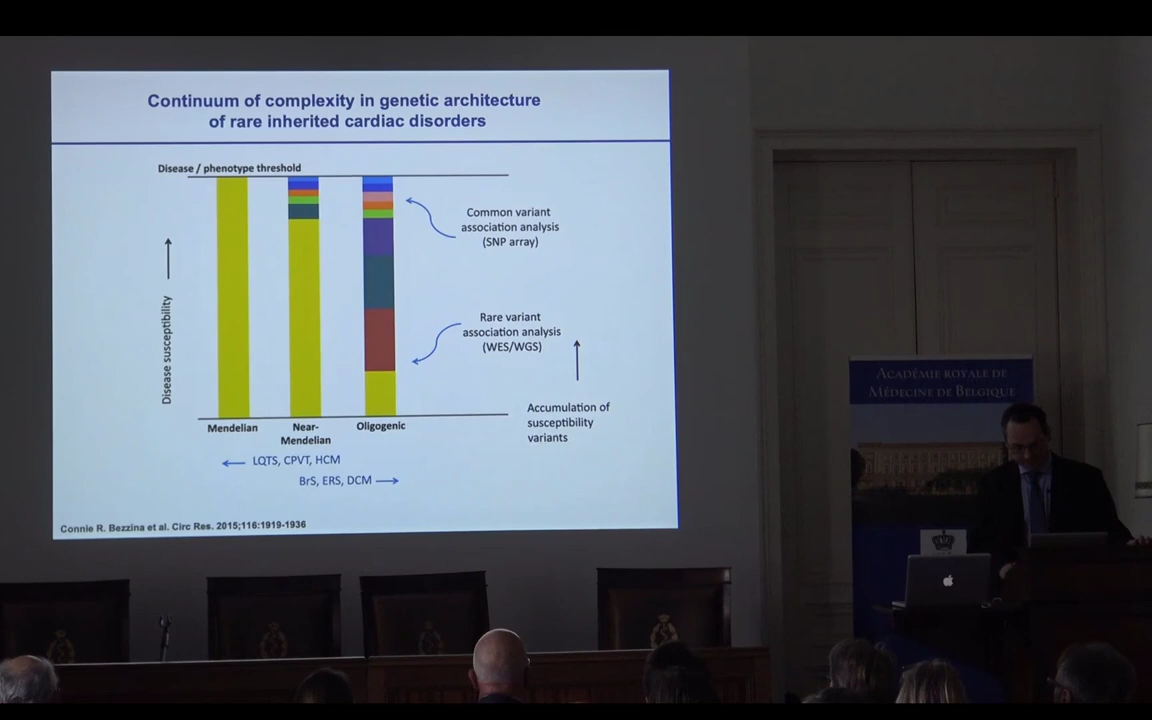 Continuum of complexity in genetic architecture
of rare inherited cardiac disorders
Disease / phenotype threshold
Disease susceptibility
Common variant
association analysis
(SNP array)
Rare variant
association analysis
(WES/WGS)
Accumulation of
susceptibility
variants
Mendelian
Near-
Mendelian
Oligogenic
LQTS, CPVT, HCM
BrS, ERS, DCM
Connie R. Bezzina et al. Circ Res. 2015;116:1919-1936
Académie royale de
Médecine de Belgique